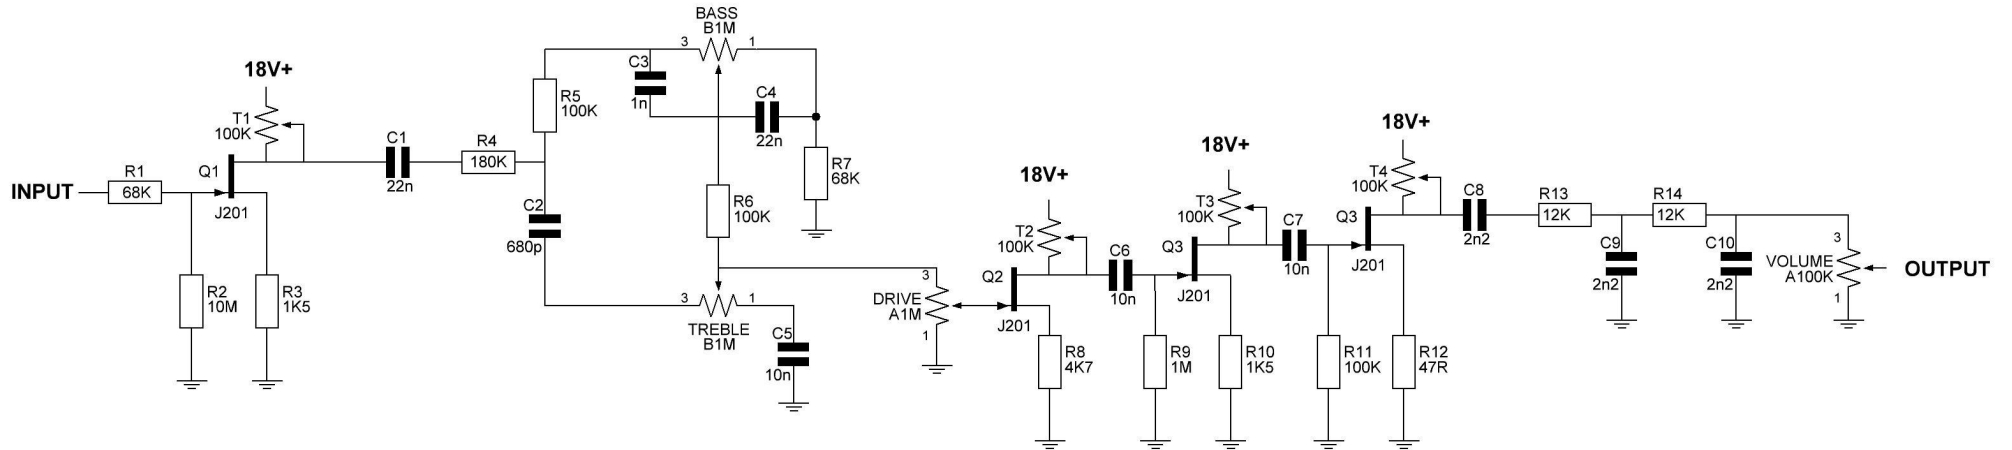 INPUT
R1
68K
R2
10M
Q1
J201
R3
1K5
18V+
T1
100K
C1
22n
R4
180K
R5
100K
C2
680p
C3
1n
BASS
B1M
3
1
C4
22n
R7
68K
R6
100K
3
1
TREBLE
B1M
C5
10n
3
DRIVE
A1M
1
18V+
T2
100K
Q2
J201
R8
4K7
C6
10n
R9
1M
18V+
T3
100K
Q3
J201
R10
1K5
C7
10n
R11
100K
18V+
T4
100K
Q3
J201
R12
47R
C8
2n2
R13
12K
C9
2n2
R14
12K
C10
2n2
3
VOLUME
A100K
1
OUTPUT